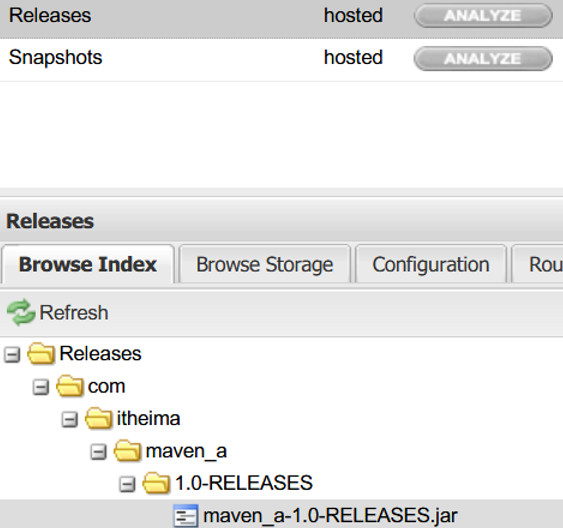 Releases hosted ANALYZE
Snapshots hosted ANALYZE
Releases
Browse Index Browse Storage Configuration Rou
Refresh
Releases
com
itheima
maven_a
1.0-RELEASES
maven_a-1.0-RELEASES.jar